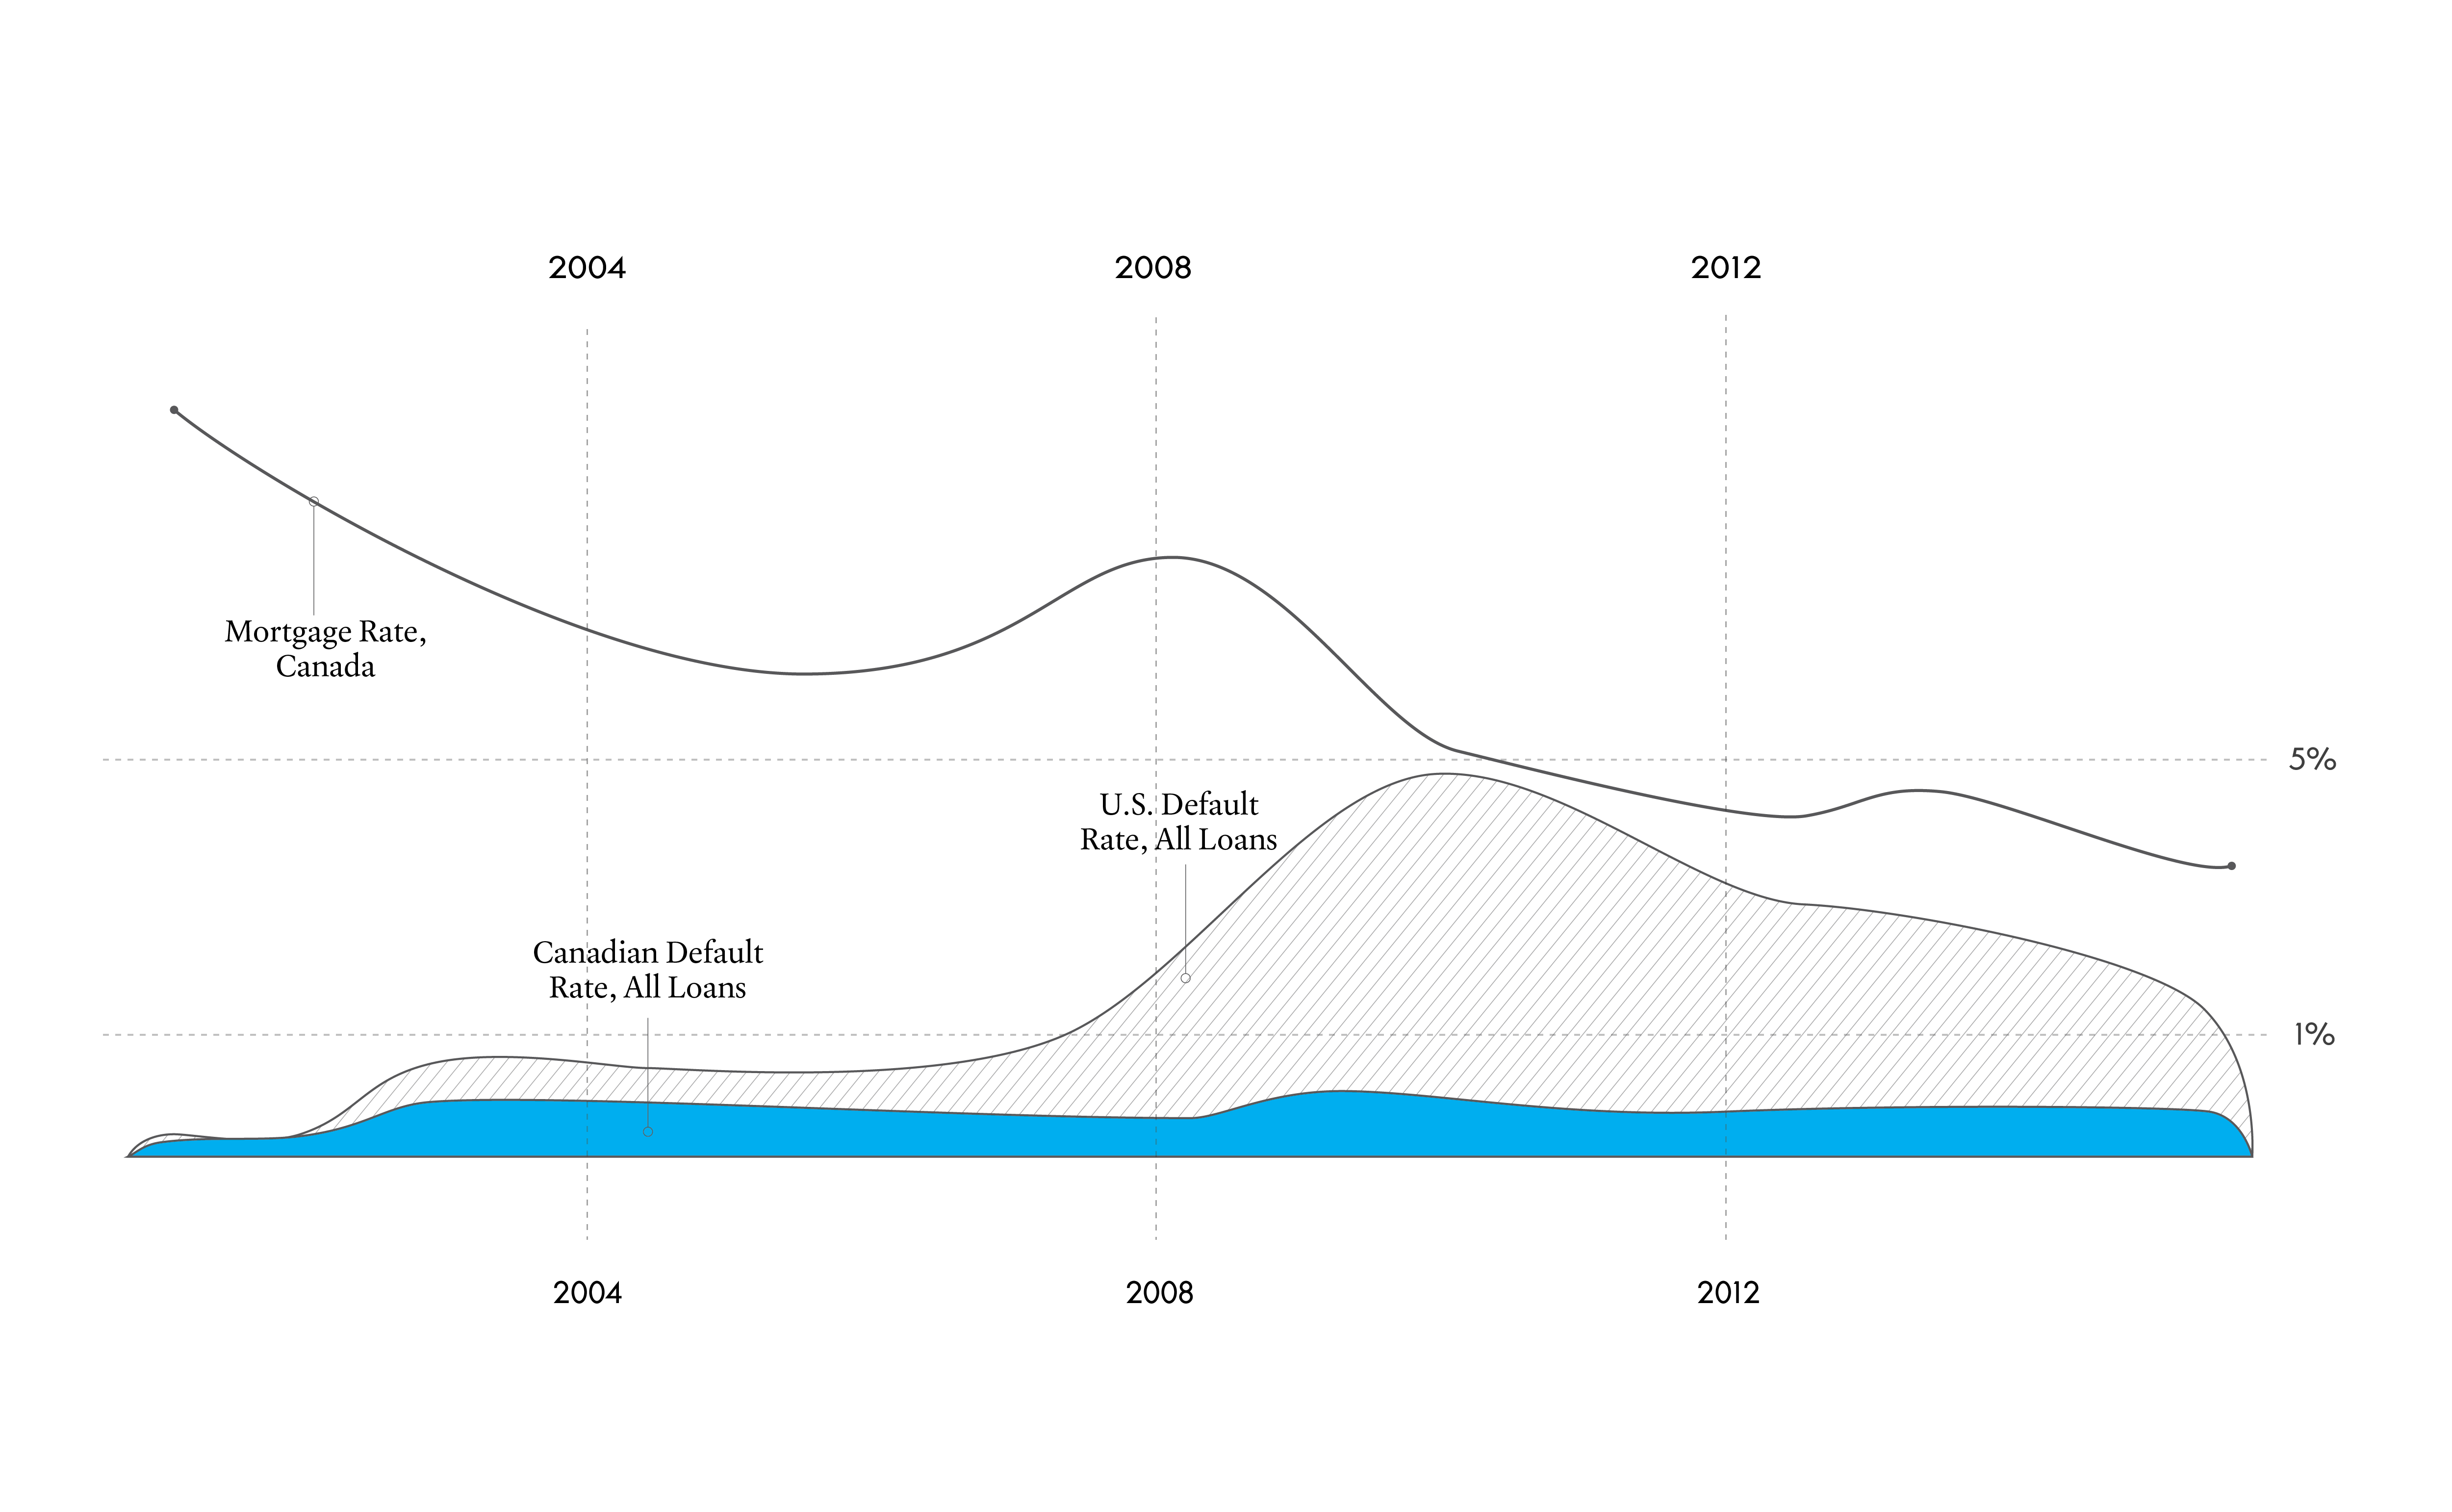 2004
2008
2012
Mortgage Rate,
Canada
5%
U.S. Default
Rate, All Loans
Canadian Default
Rate, All Loans
1%
2004
2008
2012